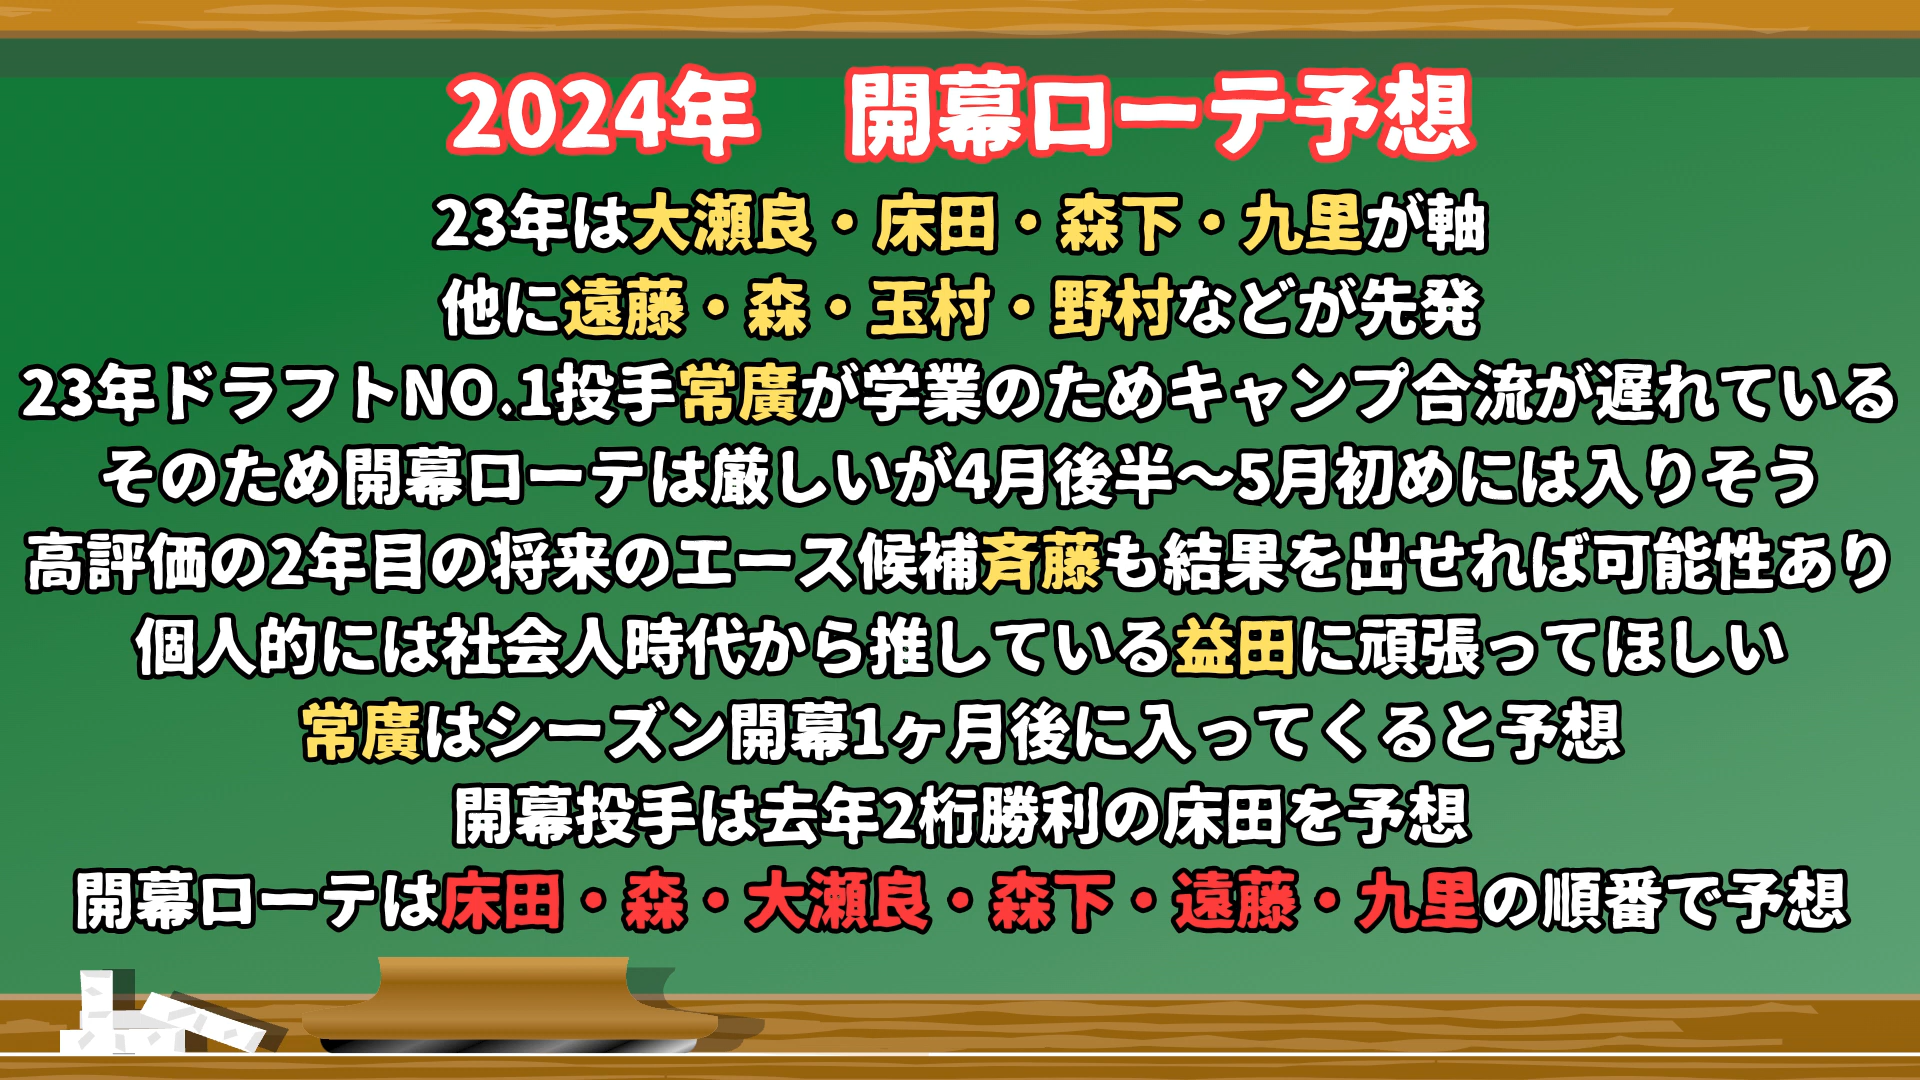 2024年　開幕ローテ予想
23年は大瀬良・床田・森下・九里が軸
他に遠藤・森・玉村・野村などが先発
23年ドラフトNO.1投手常廣が学業のためキャンプ合流が遅れている
そのため開幕ローテは厳しいが4月後半～5月初めには入りそう
高評価の2年目の将来のエース候補斉藤も結果を出せれば可能性あり
個人的には社会人時代から推している益田に頑張ってほしい
常廣はシーズン開幕1ヶ月後に入ってくると予想
開幕投手は去年2桁勝利の床田を予想
開幕ローテは床田・森・大瀬良・森下・遠藤・九里の順番で予想